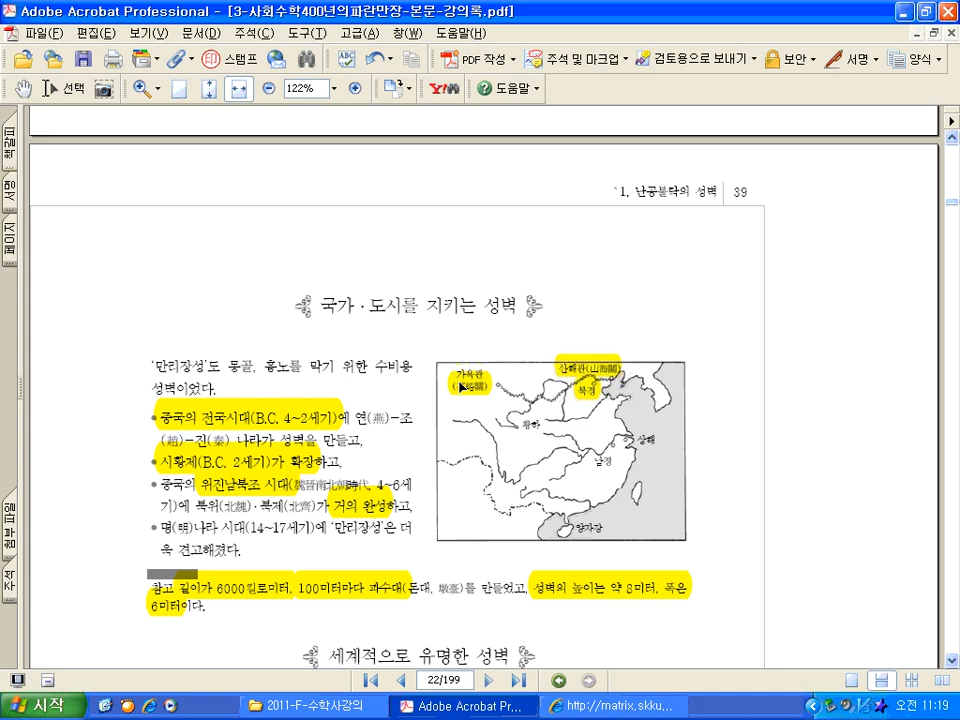 Adobe Acrobat Professional - [3-사회수학400년의파란만장-본문-강의록.pdf]
파일(F) 편집(E) 보기(V) 문서(D) 주석(C) 도구(T) 고급(A) 창(W) 도움말(H)
스탬프 PDF 작성 주석 및 마크업 검토용으로 보내기 보안 서명 양식
선택 122% Y! 도움말
책갈피
서명
페이지
첨부 파일
주석
1. 난공불락의 성벽 39
국가·도시를 지키는 성벽
'만리장성'도 몽골, 흉노를 막기 위한 수비용
성벽이었다.
●중국의 전국시대(B.C. 4~2세기)에 연(燕)-조
(趙)-진(秦) 나라가 성벽을 만들고,
●시황제(B.C. 2세기)가 확장하고,
●중국의 위진남북조 시대(魏晉南北朝時代, 4~6세
기)에 북위(北魏)·북제(北齊)가 거의 완성하고,
●명(明)나라 시대(14~17세기)에 '만리장성'은 더
욱 견고해졌다.
가욕관
산해관(山海關)
북경
황하
상해
남경
양자강
참고 길이가 6000킬로미터, 100미터마다 파수대(돈대, 墩臺)를 만들었고, 성벽의 높이는 약 8미터, 폭은
6미터이다.
세계적으로 유명한 성벽
22/199
시작 2011-F-수학사강의 Adobe Acrobat Pr... http://matrix.skku... 오전 11:19